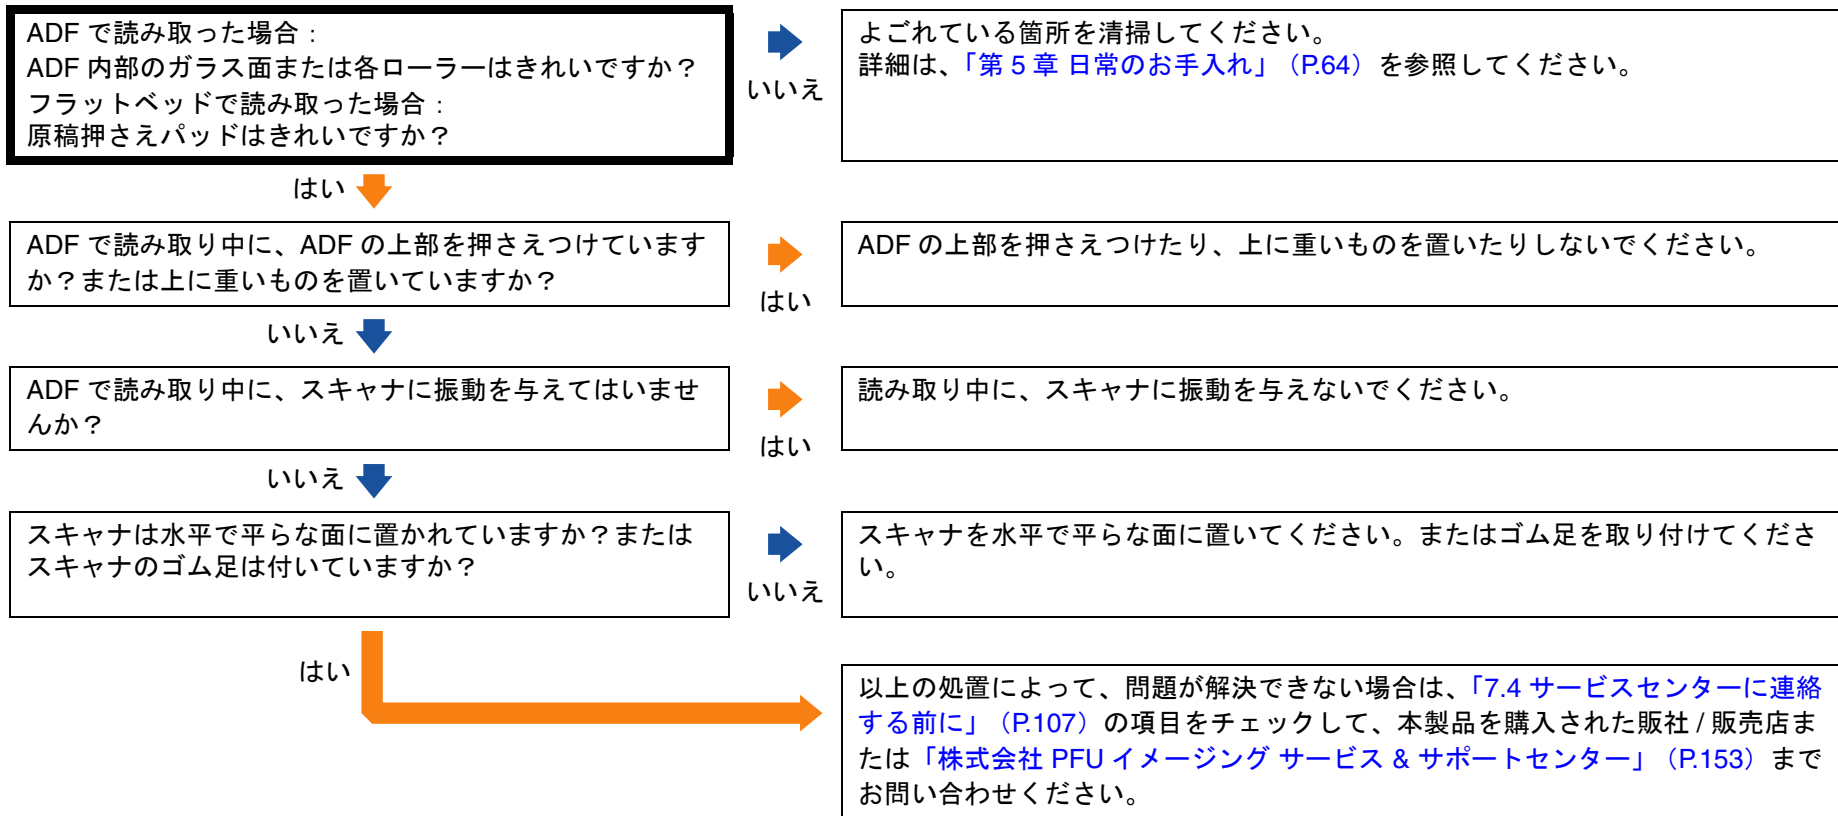 ADF で読み取った場合：
ADF 内部のガラス面または各ローラーはきれいですか？
フラットベッドで読み取った場合：
原稿押さえパッドはきれいですか？
いいえ
よごれている箇所を清掃してください。
詳細は、「第 5 章 日常のお手入れ」（P.64）を参照してください。
はい
ADF で読み取り中に、ADF の上部を押さえつけています
か？または上に重いものを置いていますか？
はい
ADF の上部を押さえつけたり、上に重いものを置いたりしないでください。
いいえ
ADF で読み取り中に、スキャナに振動を与えてはいませ
んか？
はい
読み取り中に、スキャナに振動を与えないでください。
いいえ
スキャナは水平で平らな面に置かれていますか？または
スキャナのゴム足は付いていますか？
いいえ
スキャナを水平で平らな面に置いてください。またはゴム足を取り付けてくださ
い。
はい
以上の処置によって、問題が解決できない場合は、「7.4 サービスセンターに連絡
する前に」（P.107）の項目をチェックして、本製品を購入された販社 / 販売店ま
たは「株式会社 PFU イメージング サービス & サポートセンター」（P.153）まで
お問い合わせください。